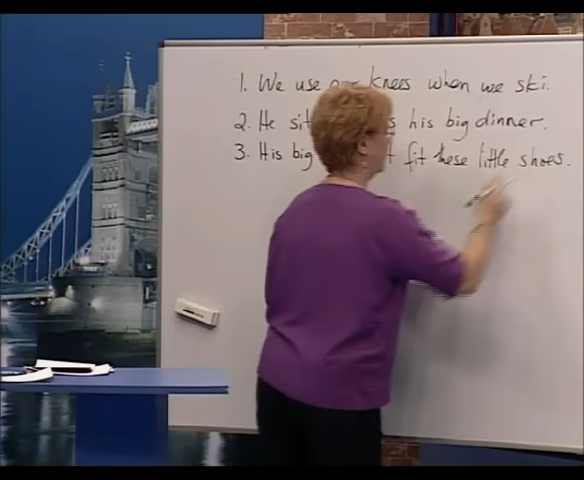 1. We use our knees when we ski.
2. He sit s his big dinner.
3. His big t fit these little shoes.